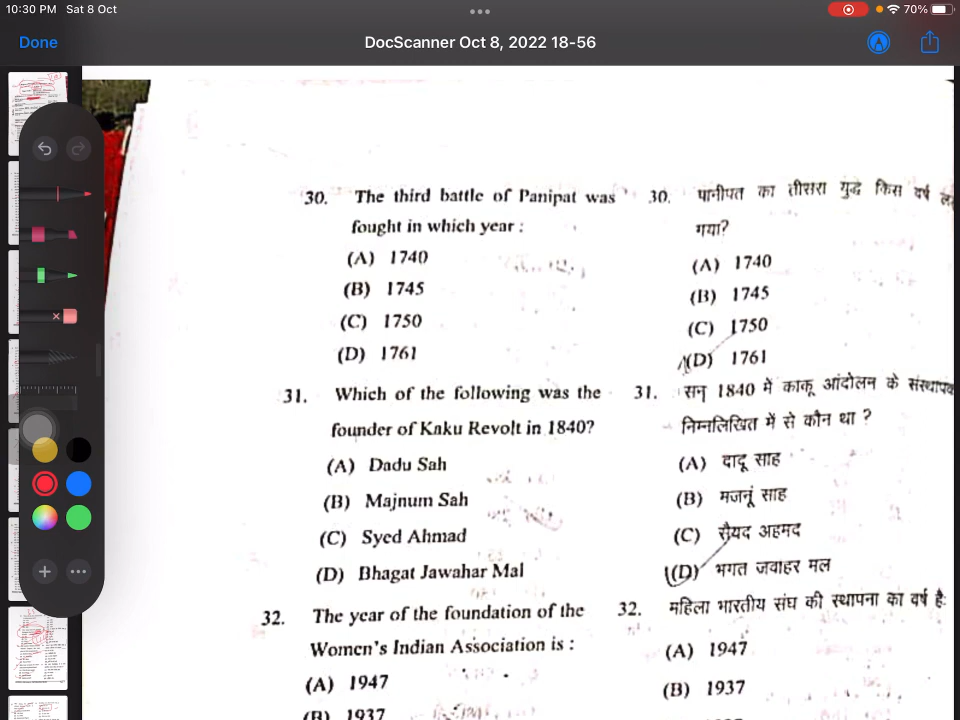 10:30 PM Sat 8 Oct
70%
Done
DocScanner Oct 8, 2022 18-56
30. The third battle of Panipat was
fought in which year :
(A) 1740
(B) 1745
(C) 1750
(D) 1761
31. Which of the following was the
founder of Kuku Revolt in 1840?
(A) Dadu Sah
(B) Majnum Sah
(C) Syed Ahmad
(D) Bhagat Jawahar Mal
32. The year of the foundation of the
Women's Indian Association is :
(A) 1947
(B) 1937
30. पानीपत का तीसरा युद्ध किस वर्ष
गया?
(A) 1740
(B) 1745
(C) 1750
(D) 1761
31. सन् 1840 में काकू आंदोलन के संस्थापक
निम्नलिखित में से कौन था ?
(A) दादू साह
(B) मजनूं साह
(C) सैयद अहमद
(D) भगत जवाहर मल
32. महिला भारतीय संघ की स्थापना का वर्ष है:
(A) 1947
(B) 1937